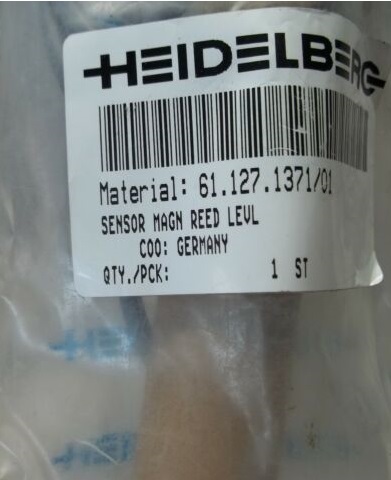 HEIDELBERG
Material: 61.127.1371/01
SENSOR MAGN REED LEVL
COO: GERMANY
QTY./PCK: 1 ST